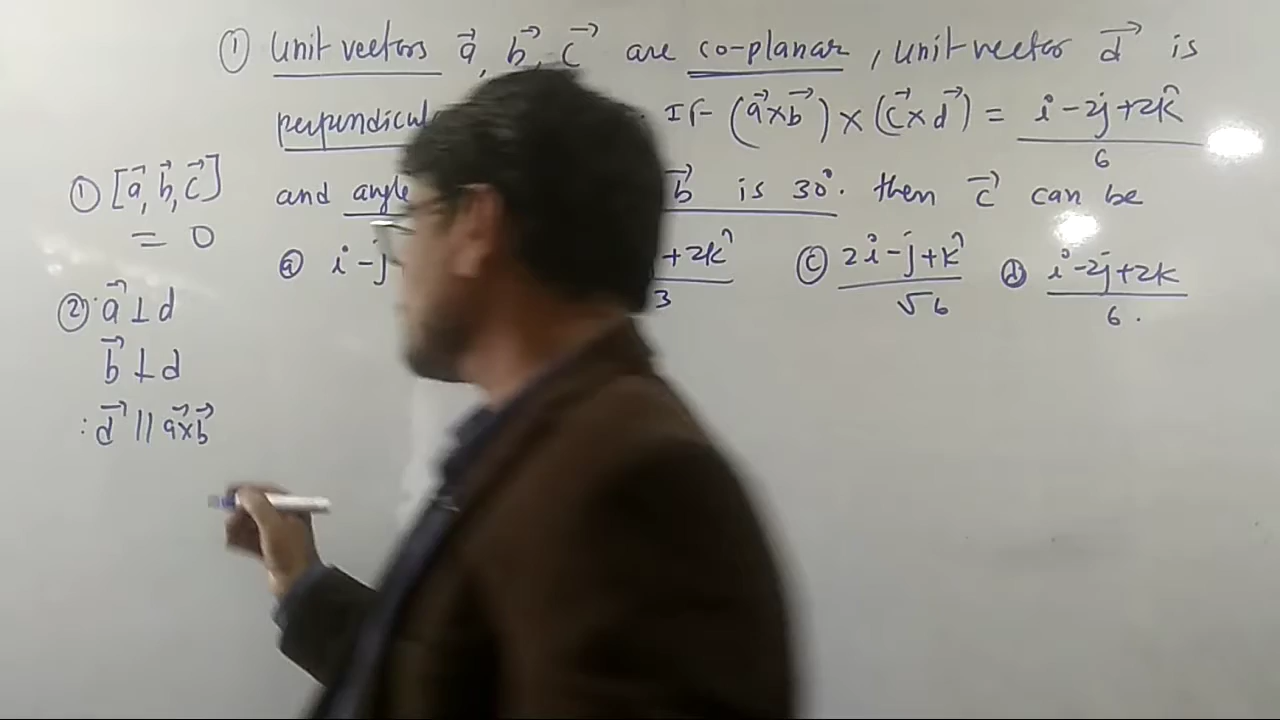 ① Unit vectors a⃗, b⃗, c⃗ are co-planar, unit vector d⃗ is
perpendicul . IF (a⃗×b⃗)×(c⃗×d⃗) = (i-2j+2k̂)/6
and angle b⃗ is 30°. then c⃗ can be
ⓐ i-j +2k̂ 3 ⓒ (2i-j+k̂)/√6 ⓓ (i-2j+2k)/6.
① [a⃗, b⃗, c⃗]
= 0
② a⃗ ⊥ d
b⃗ ⊥ d
: d⃗ || a⃗×b⃗